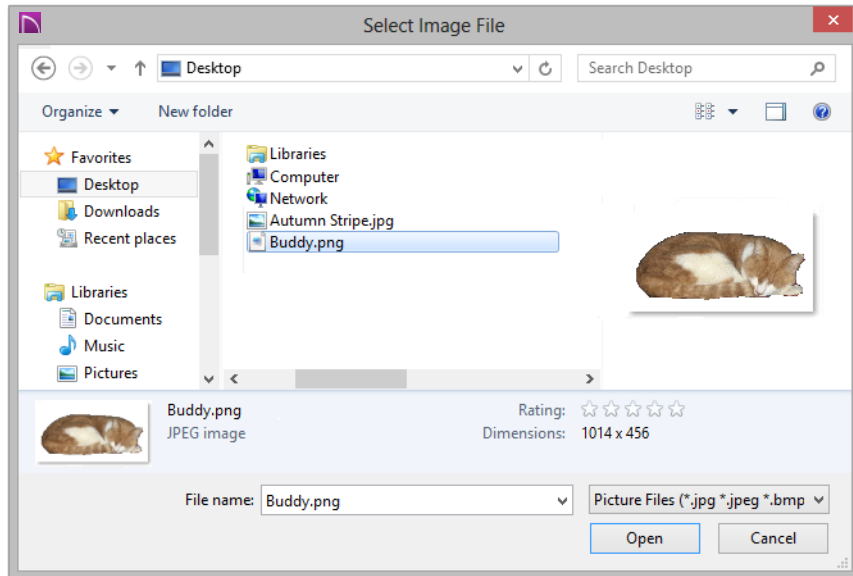 Select Image File
Desktop
Search Desktop
Organize
New folder
Favorites
Desktop
Downloads
Recent places
Libraries
Documents
Music
Pictures
Libraries
Computer
Network
Autumn Stripe.jpg
Buddy.png
Buddy.png
JPEG image
Rating:
Dimensions: 1014 x 456
File name: Buddy.png
Picture Files (*.jpg *.jpeg *.bmp
Open
Cancel